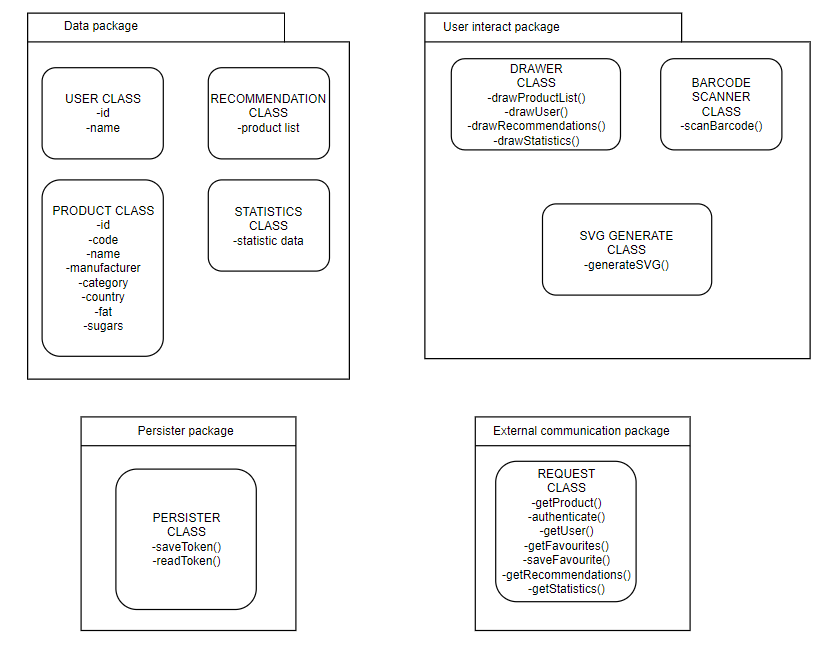 Data package
USER CLASS
-id
-name
RECOMMENDATION
CLASS
-product list
PRODUCT CLASS
-id
-code
-name
-manufacturer
-category
-country
-fat
-sugars
STATISTICS
CLASS
-statistic data
User interact package
DRAWER
CLASS
-drawProductList()
-drawUser()
-drawRecommendations()
-drawStatistics()
BARCODE
SCANNER
CLASS
-scanBarcode()
SVG GENERATE
CLASS
-generateSVG()
Persister package
PERSISTER
CLASS
-saveToken()
-readToken()
External communication package
REQUEST
CLASS
-getProduct()
-authenticate()
-getUser()
-getFavourites()
-saveFavourite()
-getRecommendations()
-getStatistics()